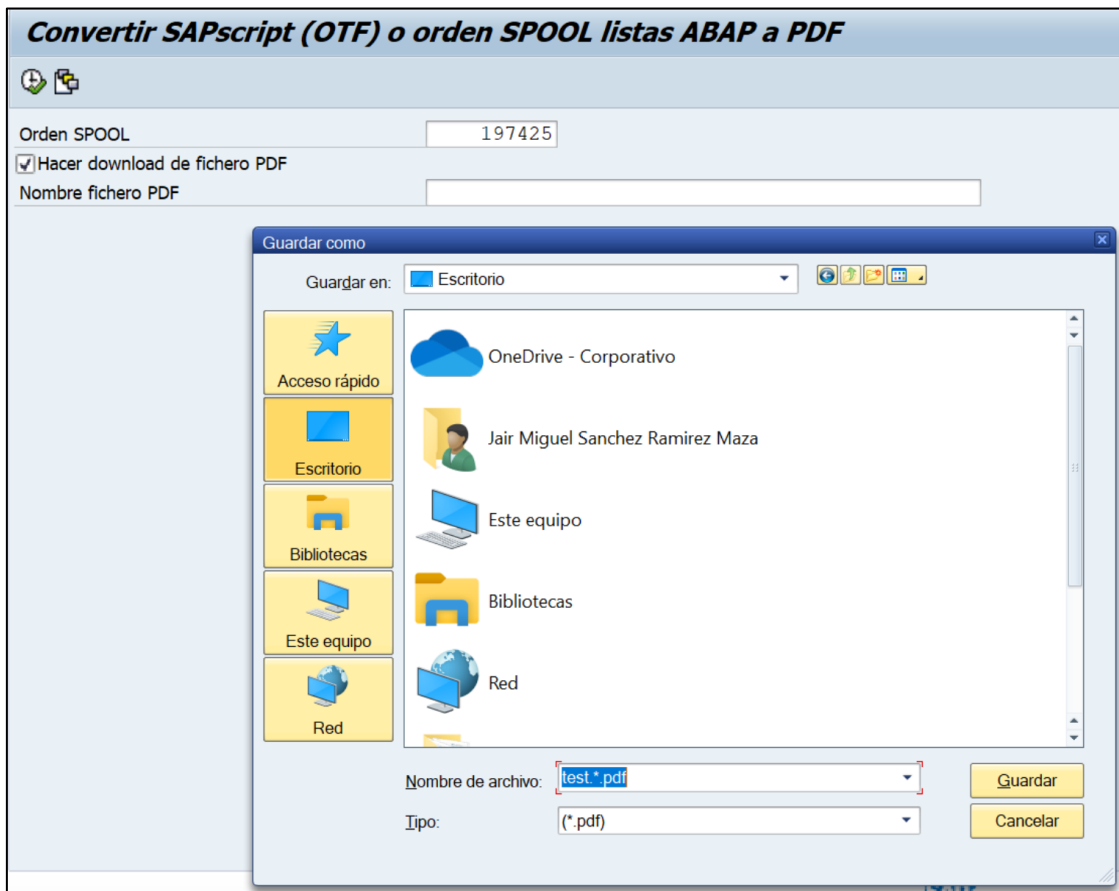 Convertir SAPscript (OTF) o orden SPOOL listas ABAP a PDF
Orden SPOOL 197425
Hacer download de fichero PDF
Nombre fichero PDF
Guardar como
Guardar en: Escritorio
Acceso rápido
Escritorio
Bibliotecas
Este equipo
Red
OneDrive - Corporativo
Jair Miguel Sanchez Ramirez Maza
Este equipo
Bibliotecas
Red
Nombre de archivo: test.*.pdf
Guardar
Tipo: (*.pdf)
Cancelar